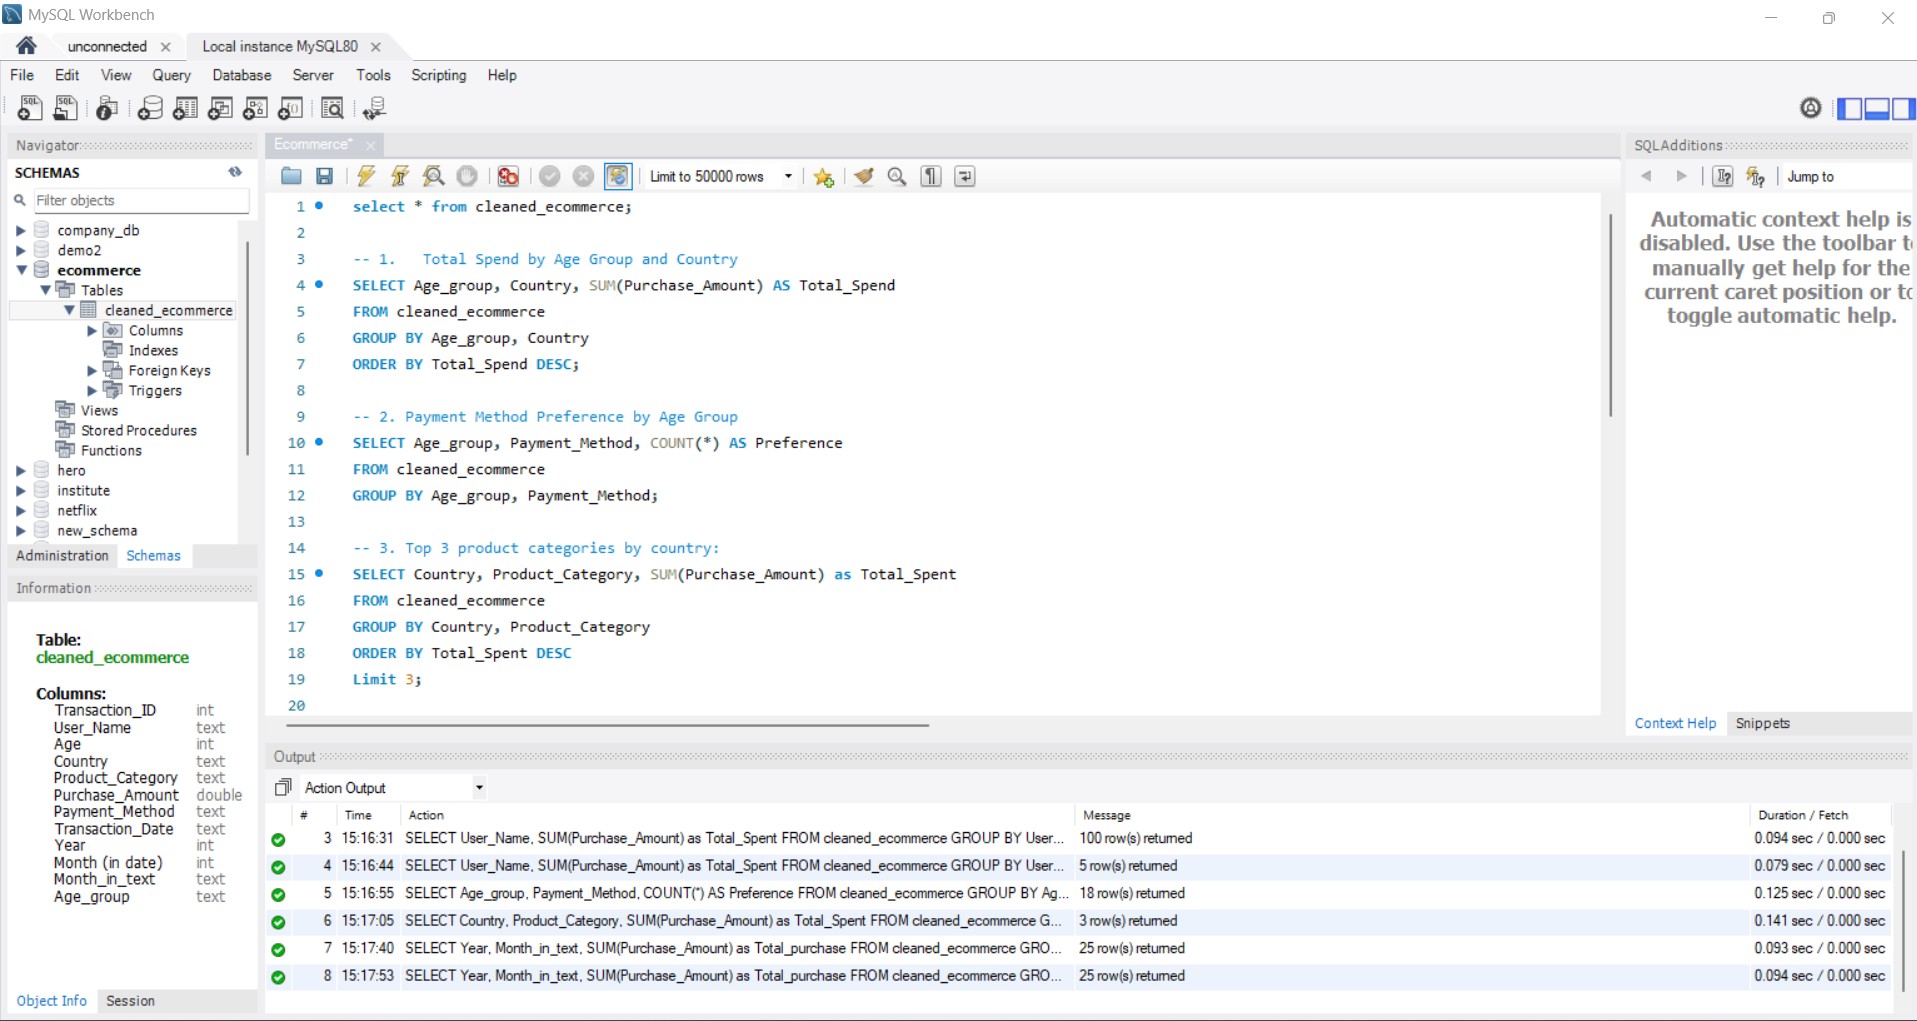 MySQL Workbench
unconnected
Local instance MySQL80
File Edit View Query Database Server Tools Scripting Help
Navigator
SCHEMAS
Filter objects
company_db
demo2
ecommerce
Tables
cleaned_ecommerce
Columns
Indexes
Foreign Keys
Triggers
Views
Stored Procedures
Functions
hero
institute
netflix
new_schema
Administration Schemas
Information
Table:
cleaned_ecommerce
Columns:
Transaction_ID int
User_Name text
Age int
Country text
Product_Category text
Purchase_Amount double
Payment_Method text
Transaction_Date text
Year int
Month (in date) int
Month_in_text text
Age_group text
Object Info Session
Ecommerce*
Limit to 50000 rows
1 select * from cleaned_ecommerce;
2
3 -- 1. Total Spend by Age Group and Country
4 SELECT Age_group, Country, SUM(Purchase_Amount) AS Total_Spend
5 FROM cleaned_ecommerce
6 GROUP BY Age_group, Country
7 ORDER BY Total_Spend DESC;
8
9 -- 2. Payment Method Preference by Age Group
10 SELECT Age_group, Payment_Method, COUNT(*) AS Preference
11 FROM cleaned_ecommerce
12 GROUP BY Age_group, Payment_Method;
13
14 -- 3. Top 3 product categories by country:
15 SELECT Country, Product_Category, SUM(Purchase_Amount) as Total_Spent
16 FROM cleaned_ecommerce
17 GROUP BY Country, Product_Category
18 ORDER BY Total_Spent DESC
19 Limit 3;
20
SQLAdditions
Jump to
Automatic context help is
disabled. Use the toolbar t
manually get help for the
current caret position or to
toggle automatic help.
Context Help Snippets
Output
Action Output
# Time Action Message Duration / Fetch
3 15:16:31 SELECT User_Name, SUM(Purchase_Amount) as Total_Spent FROM cleaned_ecommerce GROUP BY User... 100 row(s) returned 0.094 sec / 0.000 sec
4 15:16:44 SELECT User_Name, SUM(Purchase_Amount) as Total_Spent FROM cleaned_ecommerce GROUP BY User... 5 row(s) returned 0.079 sec / 0.000 sec
5 15:16:55 SELECT Age_group, Payment_Method, COUNT(*) AS Preference FROM cleaned_ecommerce GROUP BY Ag... 18 row(s) returned 0.125 sec / 0.000 sec
6 15:17:05 SELECT Country, Product_Category, SUM(Purchase_Amount) as Total_Spent FROM cleaned_ecommerce G... 3 row(s) returned 0.141 sec / 0.000 sec
7 15:17:40 SELECT Year, Month_in_text, SUM(Purchase_Amount) as Total_purchase FROM cleaned_ecommerce GRO... 25 row(s) returned 0.093 sec / 0.000 sec
8 15:17:53 SELECT Year, Month_in_text, SUM(Purchase_Amount) as Total_purchase FROM cleaned_ecommerce GRO... 25 row(s) returned 0.094 sec / 0.000 sec